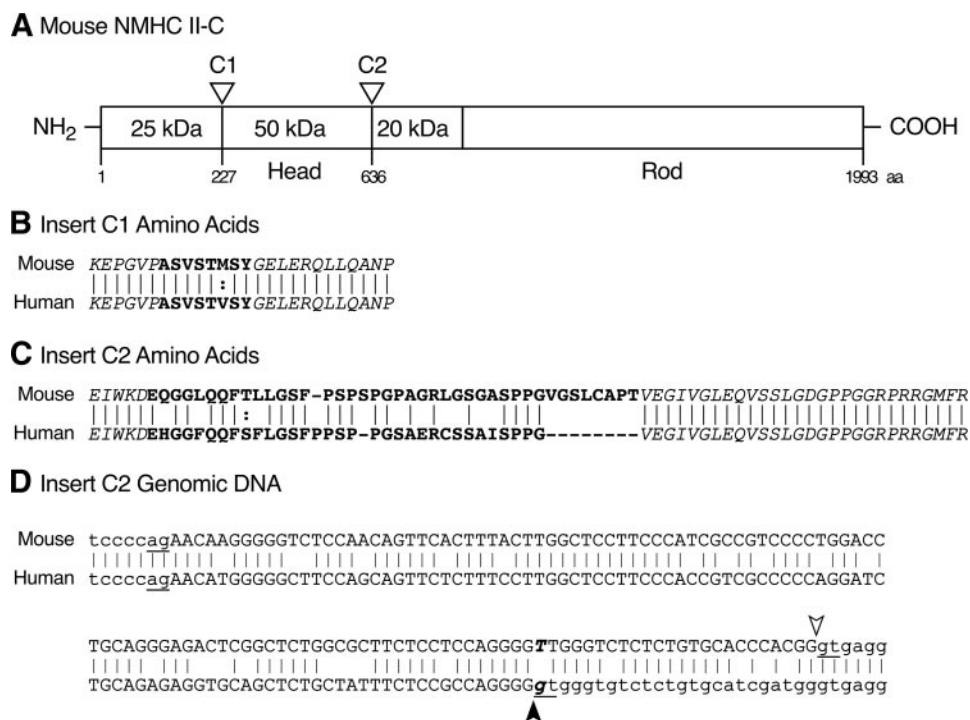 A Mouse NMHC II-C
C1 C2
NH2 25 kDa 50 kDa 20 kDa COOH
1 227 Head 636 Rod 1993 aa
B Insert C1 Amino Acids
Mouse KEPGVPASVSTMSYGELERQLLQANP
||||||||||||:|||||||||||||
Human KEPGVPASVSTVSYGELERQLLQANP
C Insert C2 Amino Acids
Mouse EIWKDEQGGLQQFTLLGSF-PSPSPGPAGRLGSGASPPGVGSLCAPTVEGIVGLEQVSSLGDGPPGGRPRRGMFR
Human EIWKDEHGGFQQFSFLGSFPPSP-PGSAERCSSAISPPG--------VEGIVGLEQVSSLGDGPPGGRPRRGMFR
D Insert C2 Genomic DNA
Mouse tccccagAACAAGGGGGTCTCCAACAGTTCACTTTACTTGGCTCCTTCCCATCGCCGTCCCCTGGACC
Human tccccagAACATGGGGGCTTCCAGCAGTTCTCTTTCCTTGGCTCCTTCCCACCGTCGCCCCCAGGATC
TGCAGGGAGACTCGGCTCTGGCGCTTCTCCTCCAGGGGTTGGGTCTCTCTGTGCACCCACGGgtgagg
TGCAGAGAGGTGCAGCTCTGCTATTTCTCCGCCAGGGGgtgggtgtctctgtgcatcgatgggtgagg